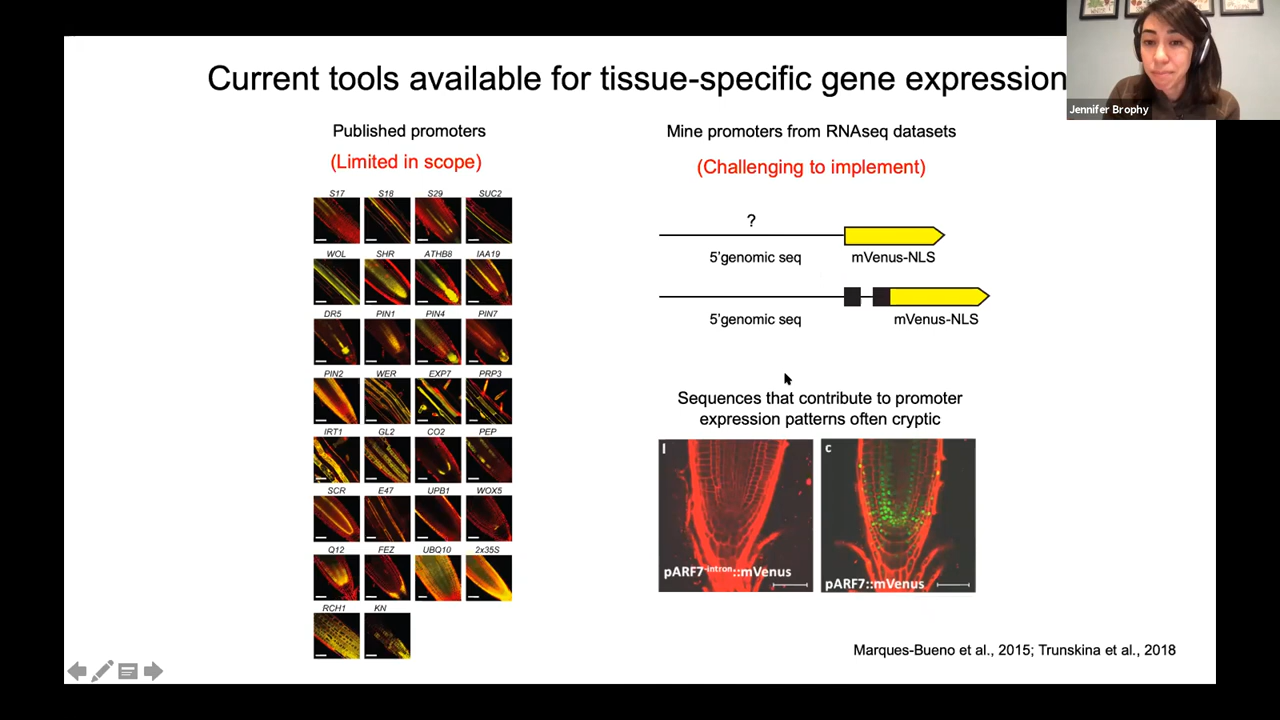 Current tools available for tissue-specific gene expression
Jennifer Brophy
Published promoters
(Limited in scope)
S17 S18 S29 SUC2
WOL SHR ATHB8 IAA19
DR5 PIN1 PIN4 PIN7
PIN2 WER EXP7 PRP3
IRT1 GL2 CO2 PEP
SCR E47 UPB1 WOX5
Q12 FEZ UBQ10 2x35S
RCH1 KN
Mine promoters from RNAseq datasets
(Challenging to implement)
?
5'genomic seq mVenus-NLS
5'genomic seq mVenus-NLS
Sequences that contribute to promoter
expression patterns often cryptic
l c
pARF7-intron::mVenus pARF7::mVenus
Marques-Bueno et al., 2015; Trunskina et al., 2018